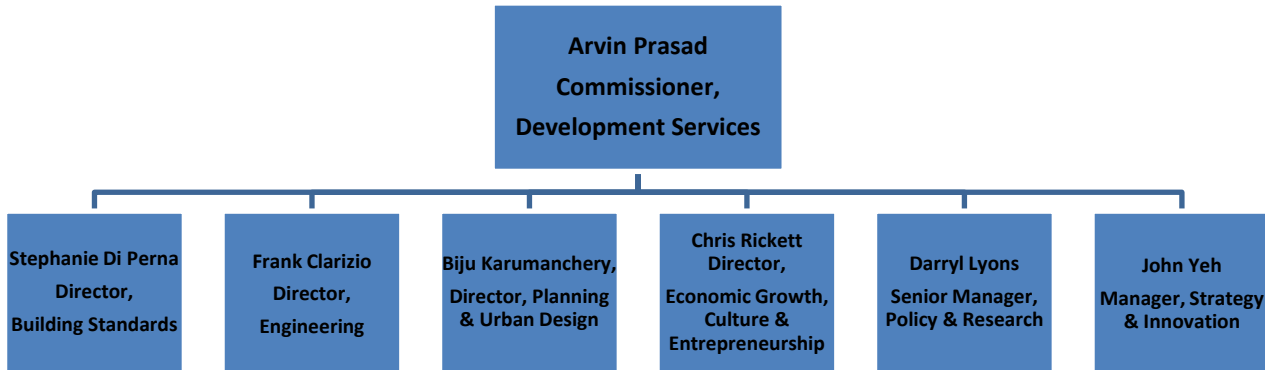 Arvin Prasad
Commissioner,
Development Services
Stephanie Di Perna
Director,
Building Standards
Frank Clarizio
Director,
Engineering
Biju Karumanchery,
Director, Planning
& Urban Design
Chris Rickett
Director,
Economic Growth,
Culture &
Entrepreneurship
Darryl Lyons
Senior Manager,
Policy & Research
John Yeh
Manager, Strategy
& Innovation